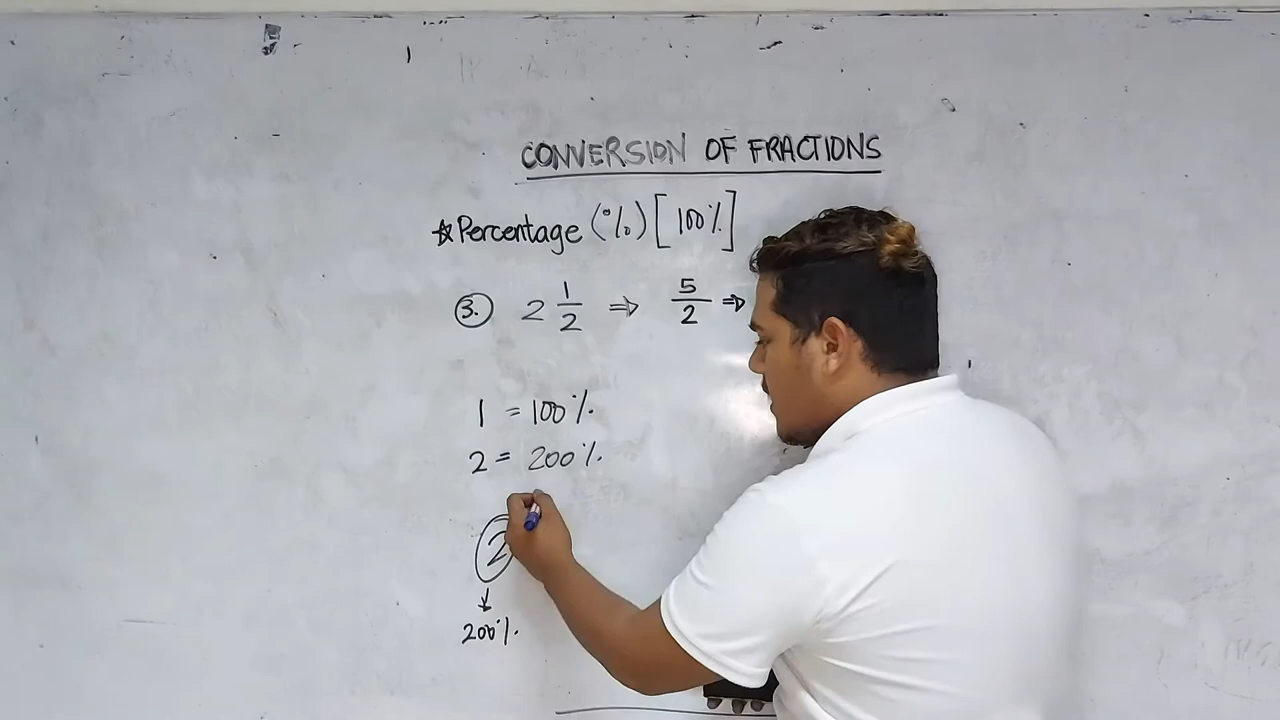 CONVERSION OF FRACTIONS
☆ Percentage (%) [100%]
3. 2 1/2 ⇒ 5/2 ⇒
1 = 100%.
2 = 200%.
2
↓
200%.